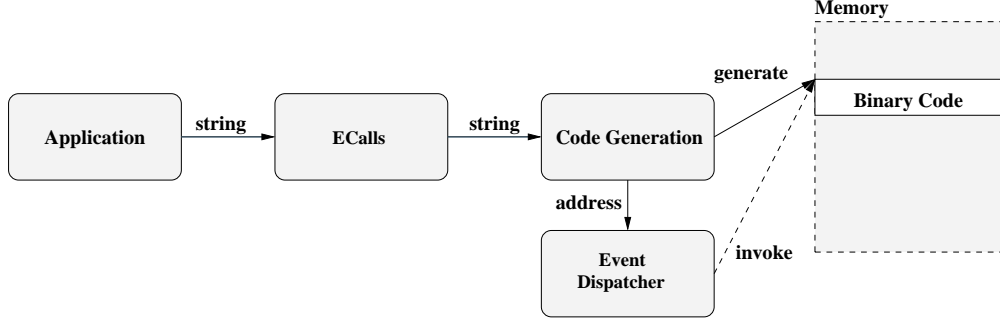 Memory
generate
Binary Code
string
string
Application
ECalls
Code Generation
address
invoke
Event
Dispatcher